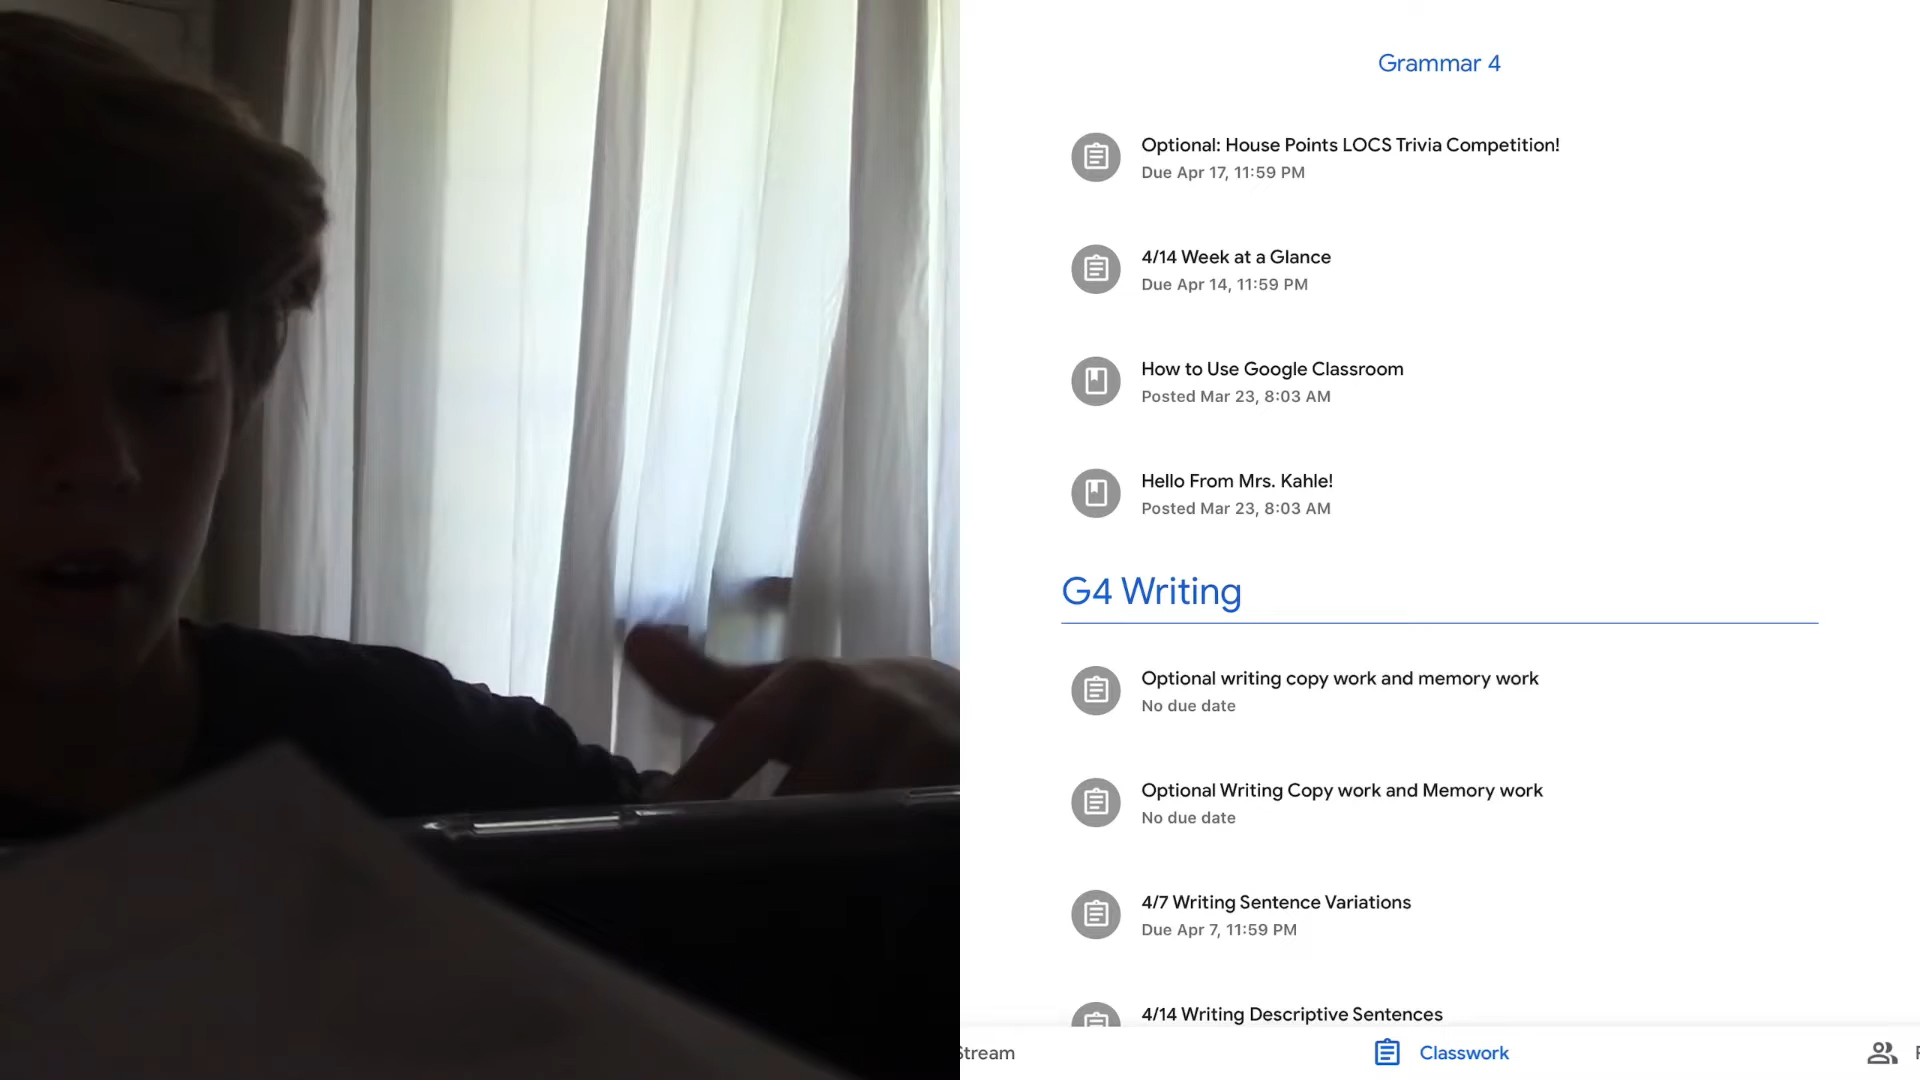 Grammar 4
Optional: House Points LOCS Trivia Competition!
Due Apr 17, 11:59 PM
4/14 Week at a Glance
Due Apr 14, 11:59 PM
How to Use Google Classroom
Posted Mar 23, 8:03 AM
Hello From Mrs. Kahle!
Posted Mar 23, 8:03 AM
G4 Writing
Optional writing copy work and memory work
No due date
Optional Writing Copy work and Memory work
No due date
4/7 Writing Sentence Variations
Due Apr 7, 11:59 PM
4/14 Writing Descriptive Sentences
Stream
Classwork